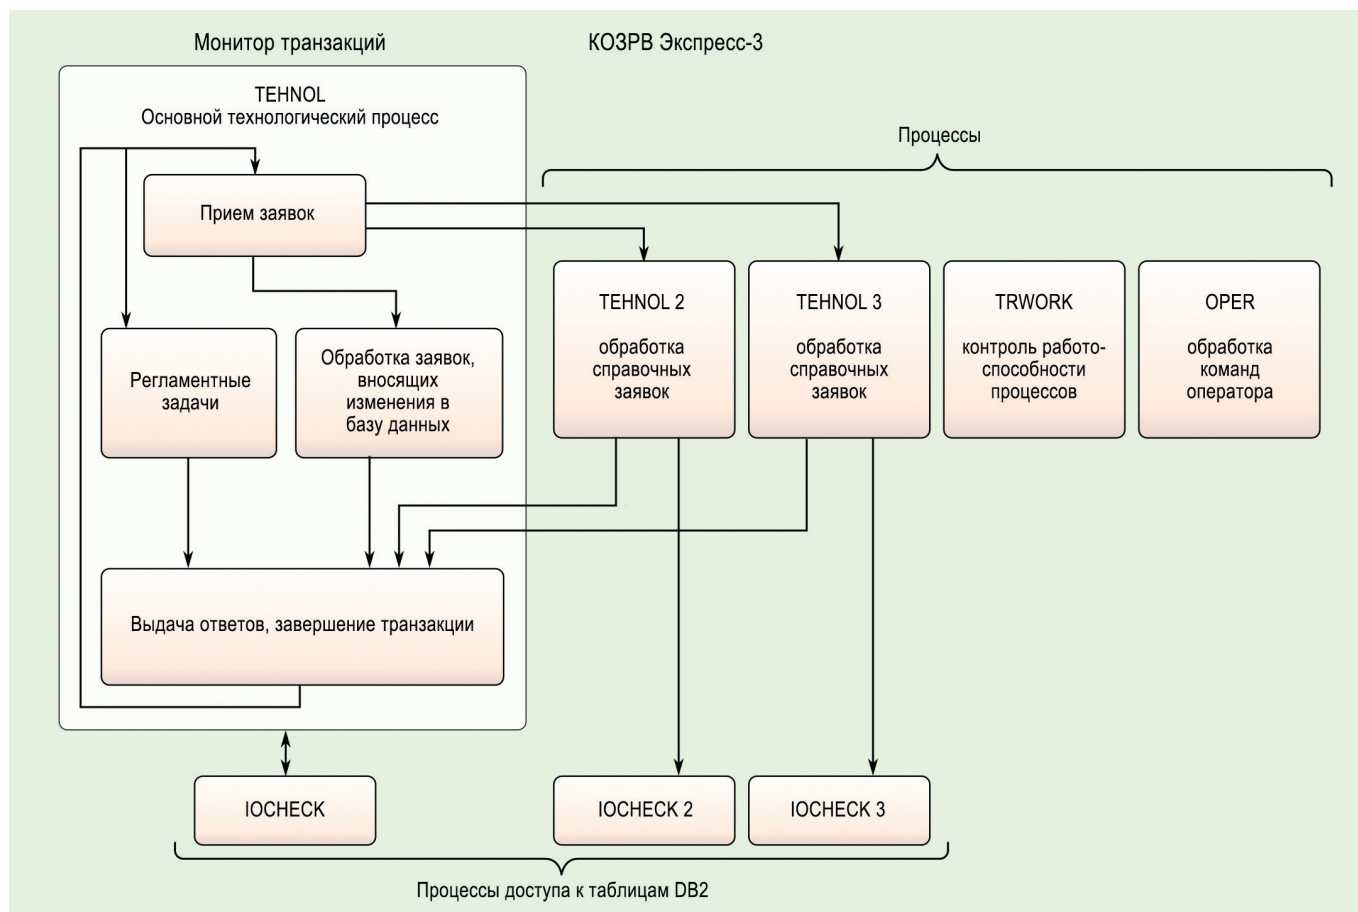 Монитор транзакций
КОЗРВ Экспресс-3
TEHNOL
Основной технологический процесс
Процессы
Прием заявок
TEHNOL 2
обработка
справочных
заявок
TEHNOL 3
обработка
справочных
заявок
TRWORK
контроль работо-
способности
процессов
OPER
обработка
команд
оператора
Регламентные
задачи
Обработка заявок,
вносящих
изменения в
базу данных
Выдача ответов, завершение транзакции
IOCHECK
IOCHECK 2
IOCHECK 3
Процессы доступа к таблицам DB2